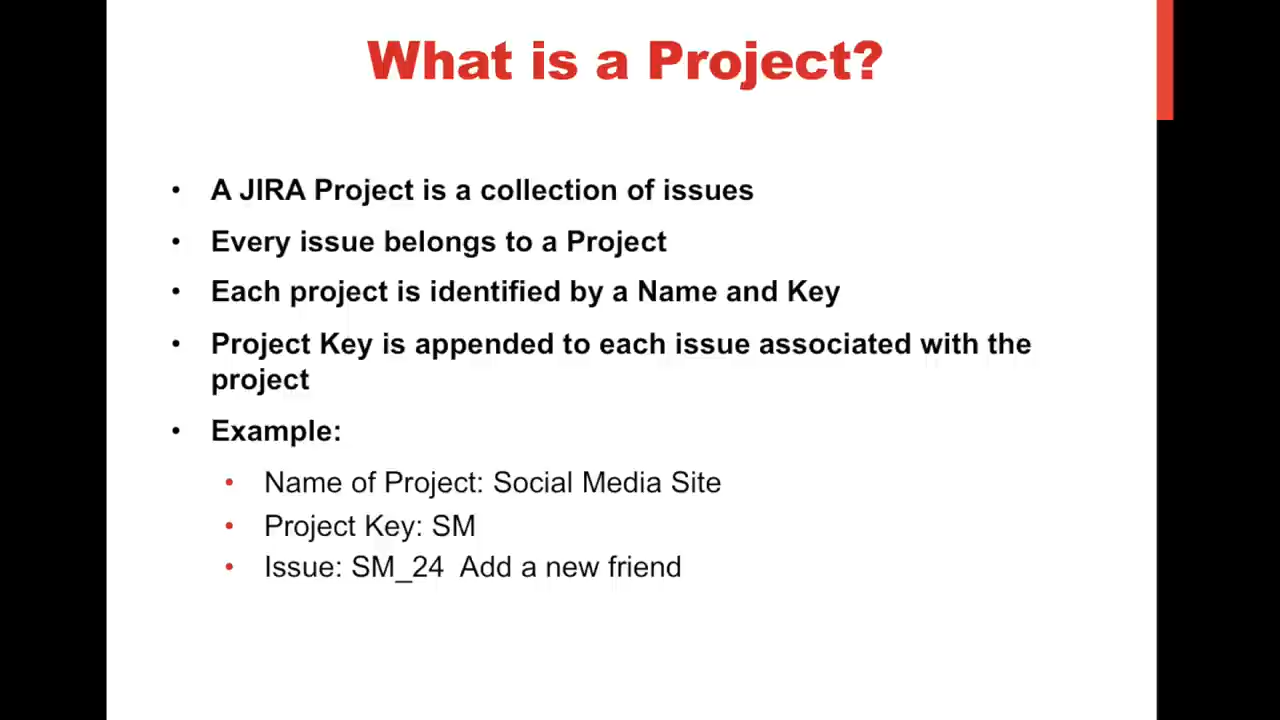 What is a Project?
• A JIRA Project is a collection of issues
• Every issue belongs to a Project
• Each project is identified by a Name and Key
• Project Key is appended to each issue associated with the
project
• Example:
• Name of Project: Social Media Site
• Project Key: SM
• Issue: SM_24  Add a new friend